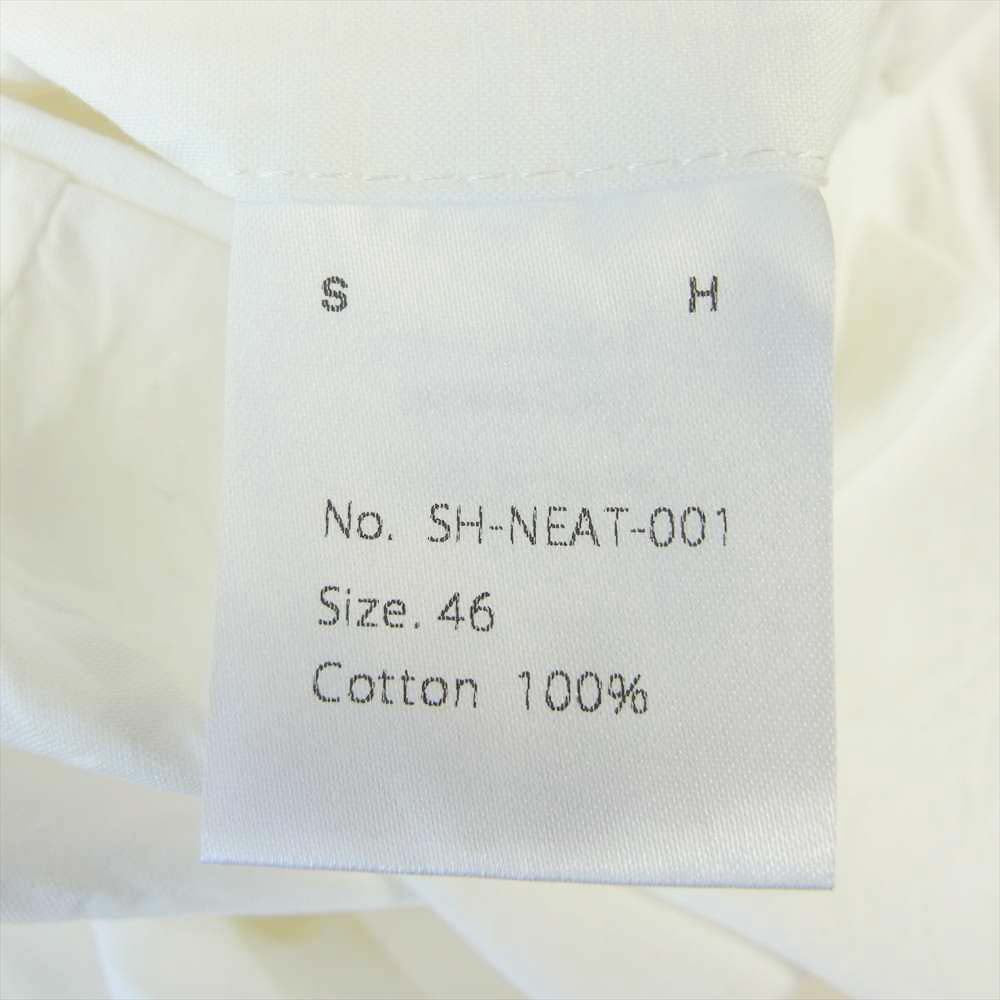 S H
No. SH-NEAT-001
Size. 46
Cotton 100%